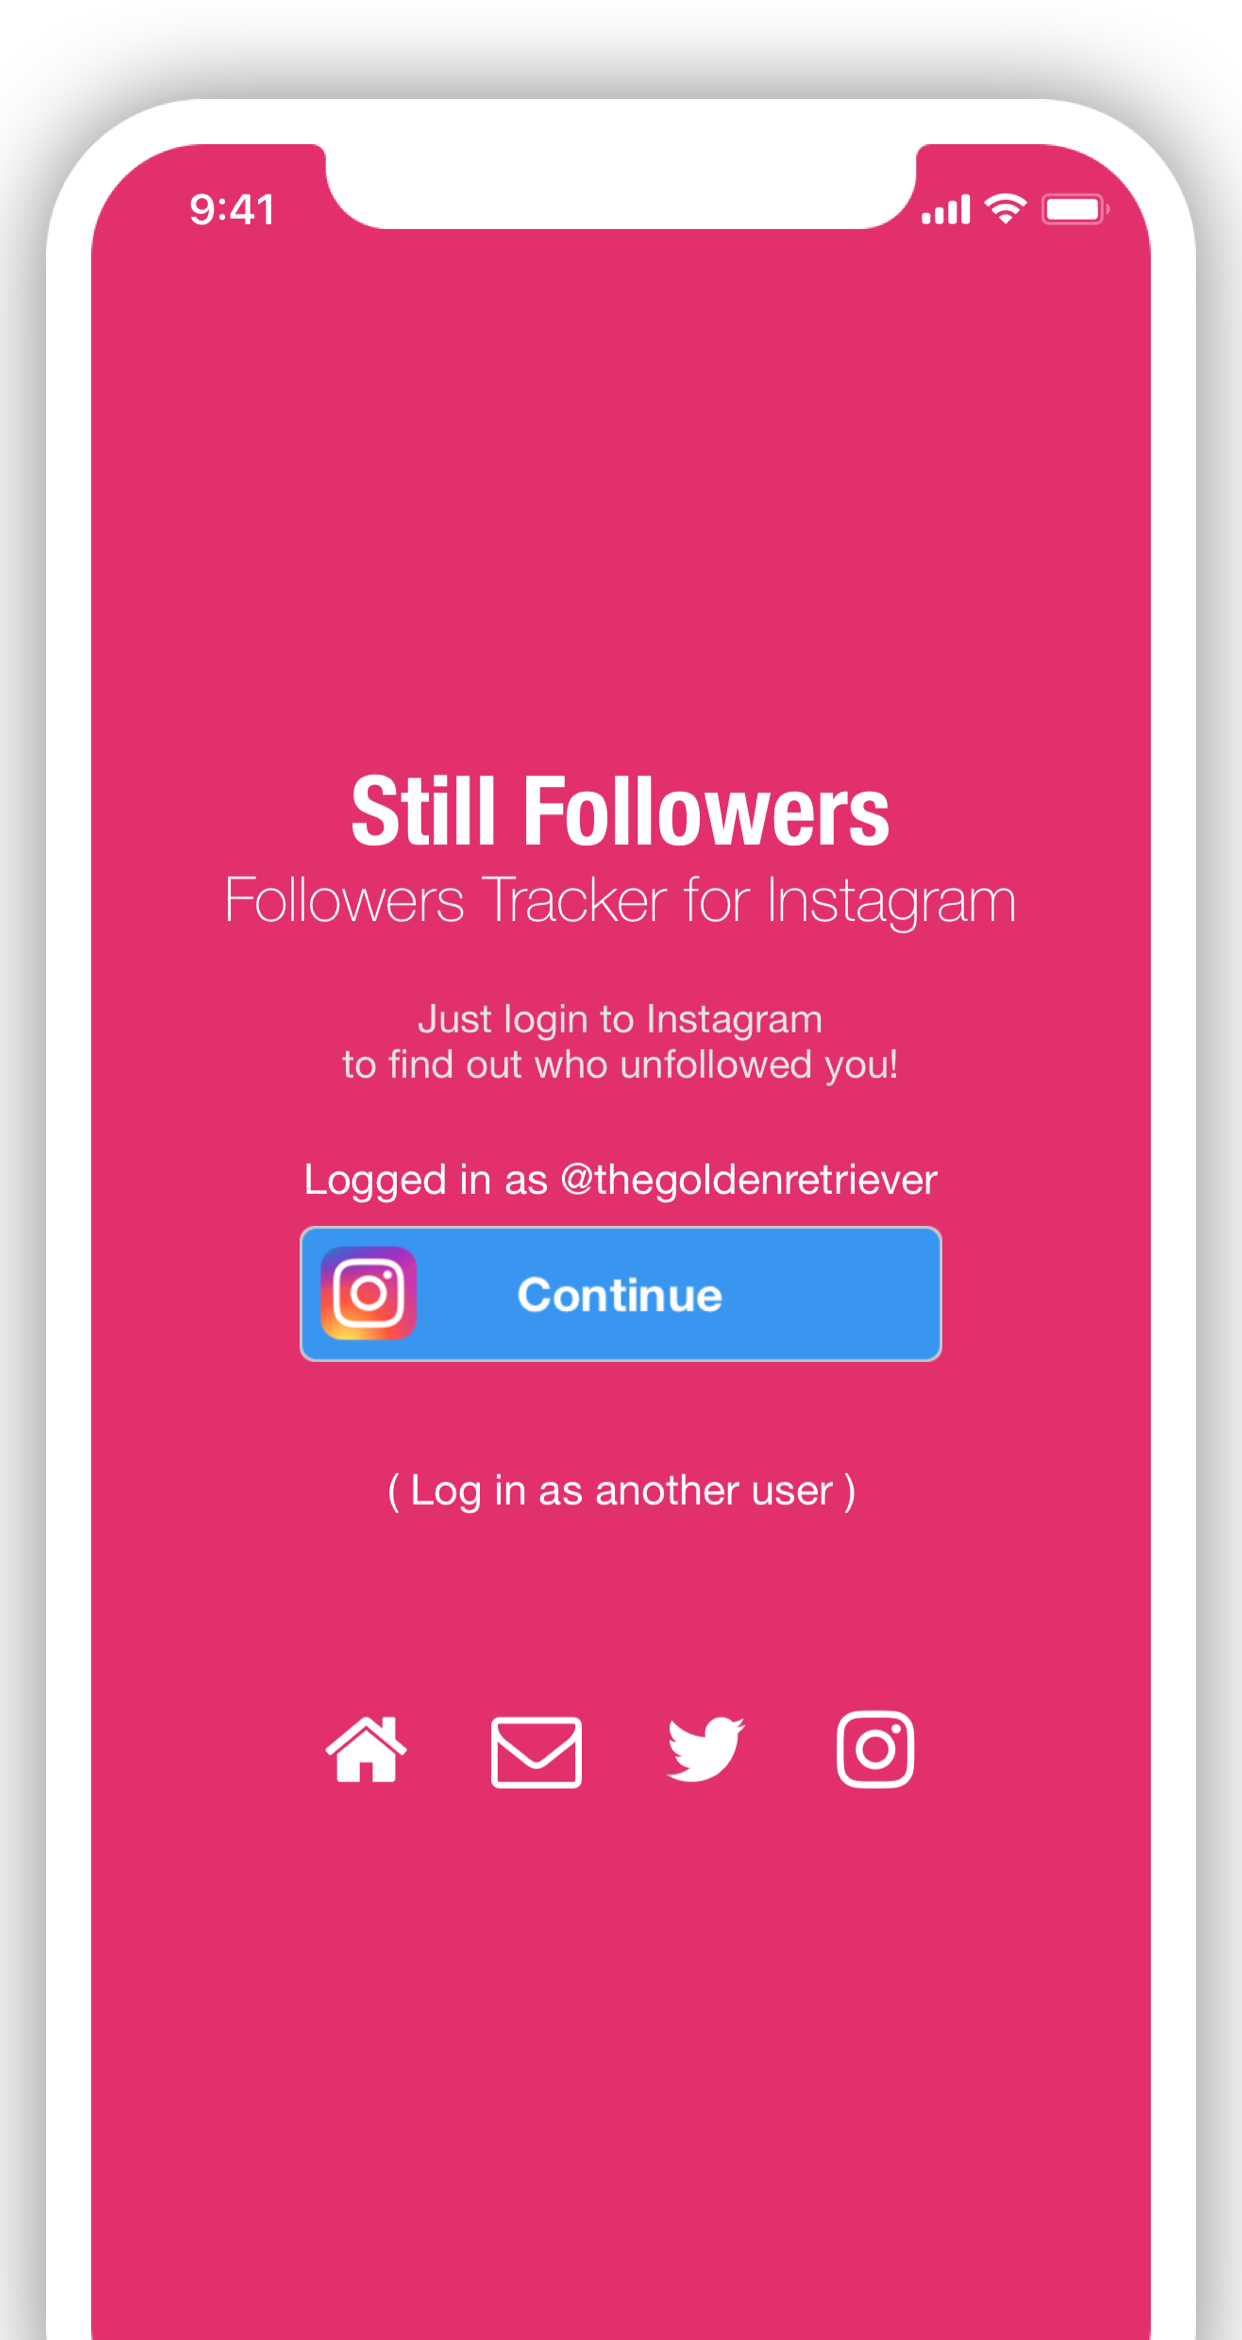 9:41
Still Followers
Followers Tracker for Instagram
Just login to Instagram
to find out who unfollowed you!
Logged in as @thegoldenretriever
Continue
( Log in as another user )